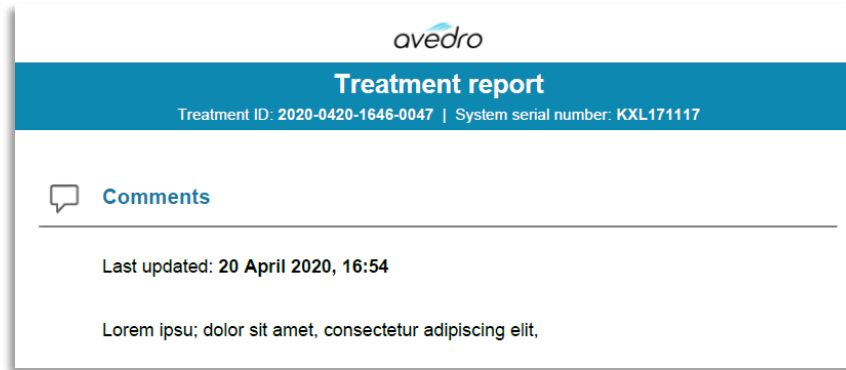 avedro
Treatment report
Treatment ID: 2020-0420-1646-0047 | System serial number: KXL171117
Comments
Last updated: 20 April 2020, 16:54
Lorem ipsu; dolor sit amet, consectetur adipiscing elit,